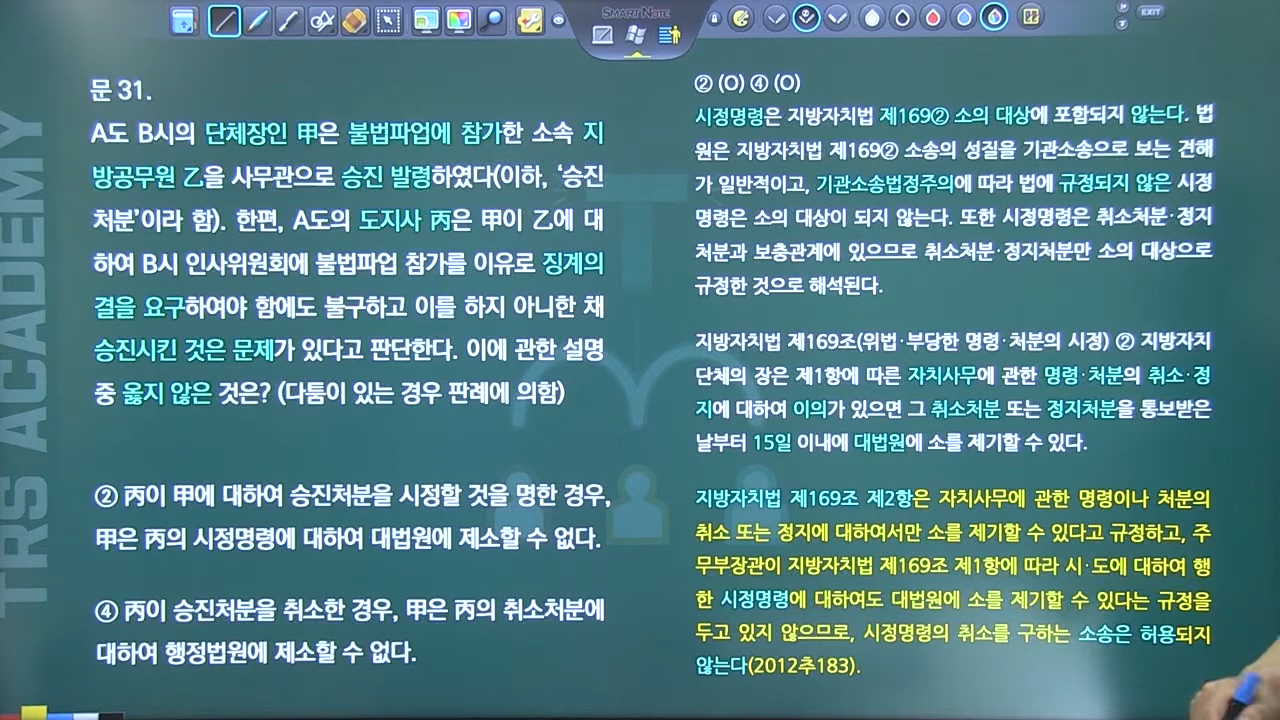 SMARTNOTE
EXIT
TRS ACADEMY
문 31.
A도 B시의 단체장인 甲은 불법파업에 참가한 소속 지
방공무원 乙을 사무관으로 승진 발령하였다(이하, ‘승진
처분’이라 함). 한편, A도의 도지사 丙은 甲이 乙에 대
하여 B시 인사위원회에 불법파업 참가를 이유로 징계의
결을 요구하여야 함에도 불구하고 이를 하지 아니한 채
승진시킨 것은 문제가 있다고 판단한다. 이에 관한 설명
중 옳지 않은 것은? (다툼이 있는 경우 판례에 의함)
② 丙이 甲에 대하여 승진처분을 시정할 것을 명한 경우,
甲은 丙의 시정명령에 대하여 대법원에 제소할 수 없다.
④ 丙이 승진처분을 취소한 경우, 甲은 丙의 취소처분에
대하여 행정법원에 제소할 수 없다.
② (O) ④ (O)
시정명령은 지방자치법 제169② 소의 대상에 포함되지 않는다. 법
원은 지방자치법 제169② 소송의 성질을 기관소송으로 보는 견해
가 일반적이고, 기관소송법정주의에 따라 법에 규정되지 않은 시정
명령은 소의 대상이 되지 않는다. 또한 시정명령은 취소처분·정지
처분과 보충관계에 있으므로 취소처분·정지처분만 소의 대상으로
규정한 것으로 해석된다.
지방자치법 제169조(위법·부당한 명령·처분의 시정) ② 지방자치
단체의 장은 제1항에 따른 자치사무에 관한 명령·처분의 취소·정
지에 대하여 이의가 있으면 그 취소처분 또는 정지처분을 통보받은
날부터 15일 이내에 대법원에 소를 제기할 수 있다.
지방자치법 제169조 제2항은 자치사무에 관한 명령이나 처분의
취소 또는 정지에 대하여서만 소를 제기할 수 있다고 규정하고, 주
무부장관이 지방자치법 제169조 제1항에 따라 시·도에 대하여 행
한 시정명령에 대하여도 대법원에 소를 제기할 수 있다는 규정을
두고 있지 않으므로, 시정명령의 취소를 구하는 소송은 허용되지
않는다(2012추183).